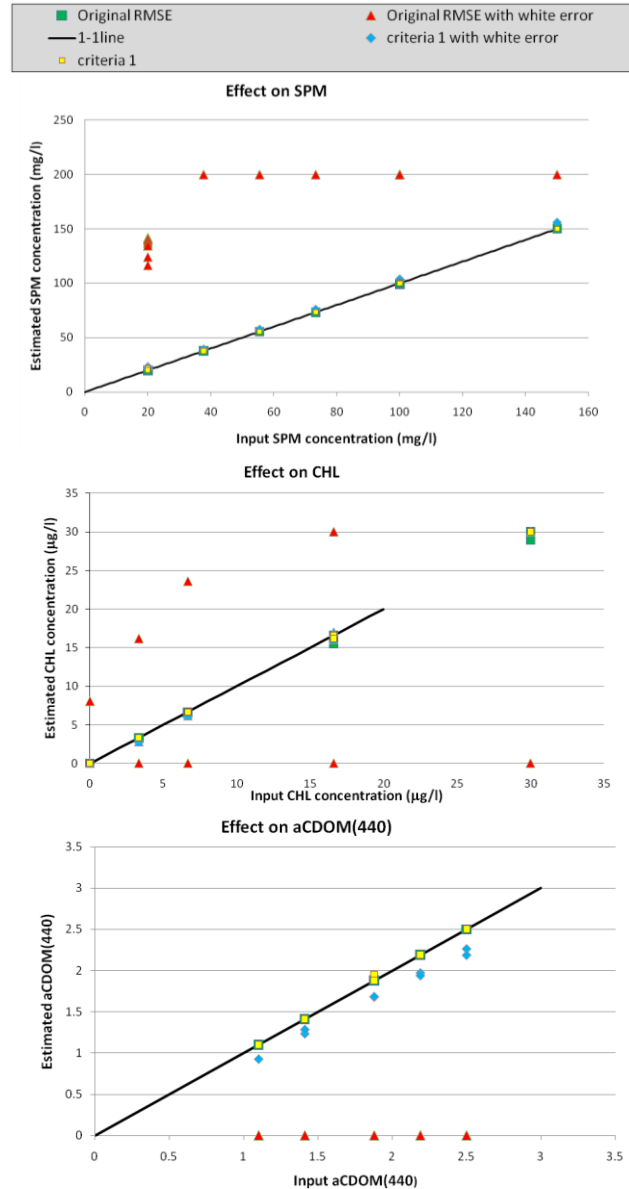 Original RMSE Original RMSE with white error
1-1line criteria 1 with white error
criteria 1
Effect on SPM
250
200
150
100
50
0
0 20 40 60 80 100 120 140 160
Estimated SPM concentration (mg/l)
Input SPM concentration (mg/l)
Effect on CHL
35
30
25
20
15
10
5
0
0 5 10 15 20 25 30 35
Estimated CHL concentration (µg/l)
Input CHL concentration (µg/l)
Effect on aCDOM(440)
3.5
3
2.5
2
1.5
1
0.5
0
0 0.5 1 1.5 2 2.5 3 3.5
Estimated aCDOM(440)
Input aCDOM(440)